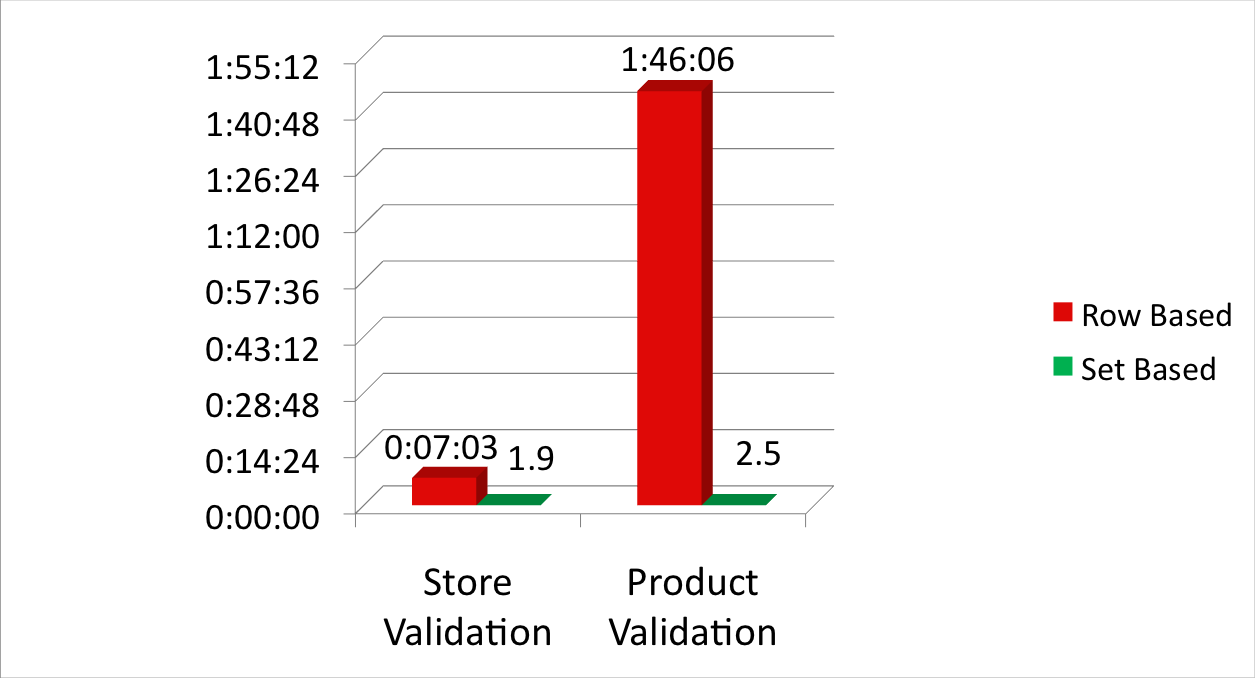 1:55:12
1:40:48
1:26:24
1:12:00
0:57:36
0:43:12
0:28:48
0:14:24
0:00:00
1:46:06
0:07:03
1.9
2.5
Store
Validation
Product
Validation
Row Based
Set Based